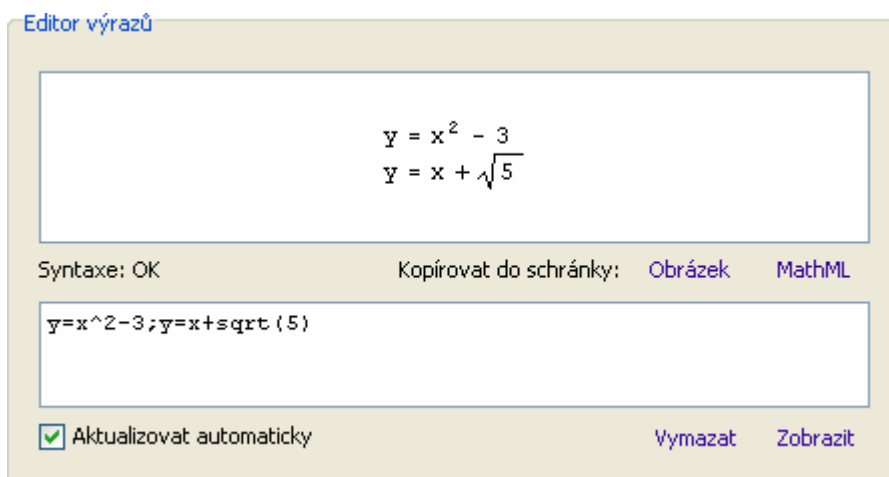 Editor výrazů
y = x² - 3
y = x + √5
Syntaxe: OK Kopírovat do schránky: Obrázek MathML
y=x^2-3;y=x+sqrt(5)
Aktualizovat automaticky Vymazat Zobrazit